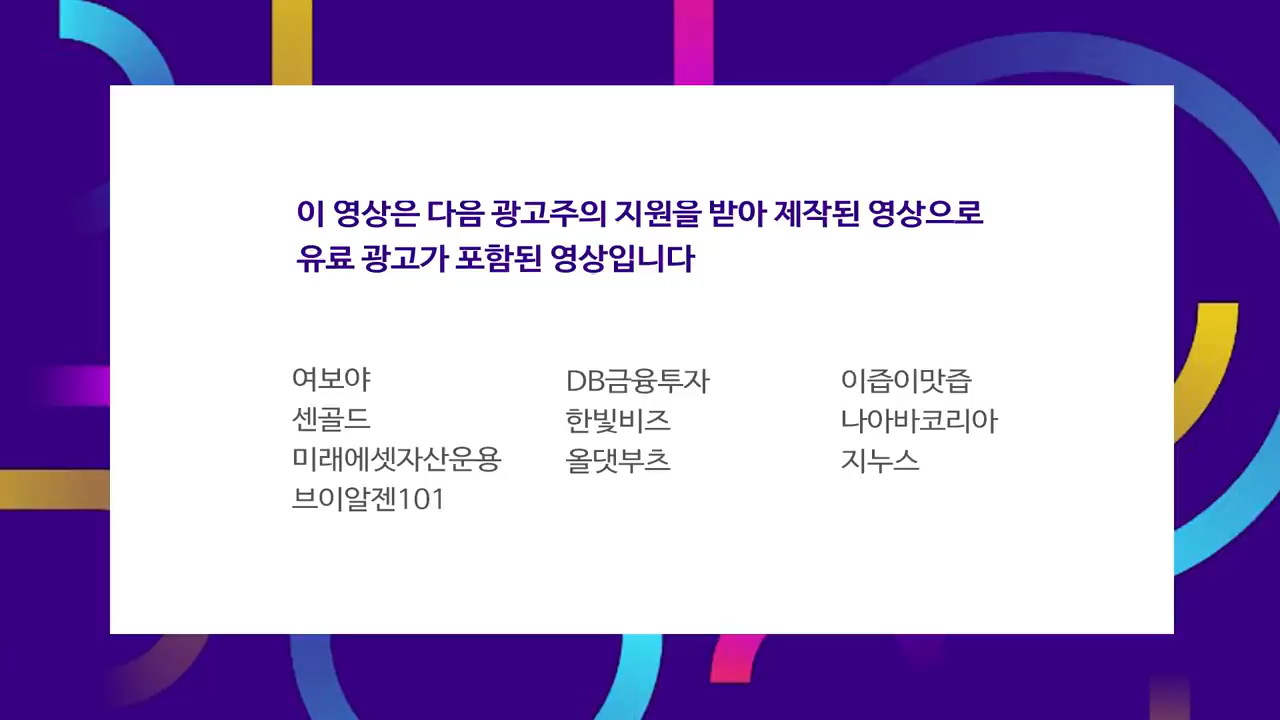 이 영상은 다음 광고주의 지원을 받아 제작된 영상으로
유료 광고가 포함된 영상입니다
여보야
센골드
미래에셋자산운용
브이알젠101
DB금융투자
한빛비즈
올댓부츠
이즙이맛즙
나아바코리아
지누스